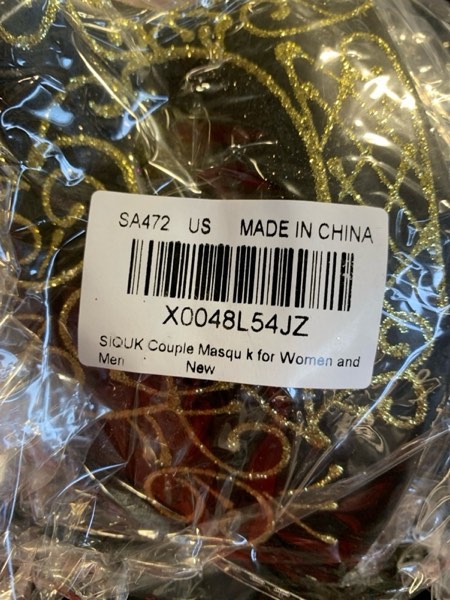 SA472 US MADE IN CHINA
X0048L54JZ
SIQUK Couple Masqu k for Women and
Men New